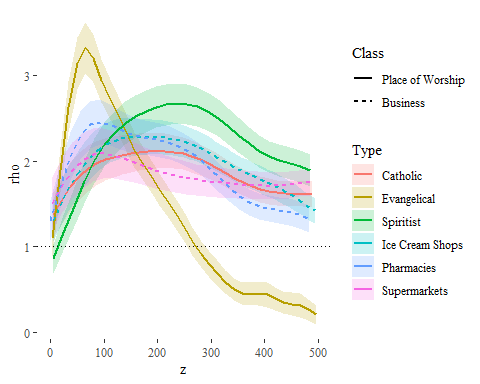 3
2
1
0
rho
0
100
200
300
400
500
z
Class
Place of Worship
Business
Type
Catholic
Evangelical
Spiritist
Ice Cream Shops
Pharmacies
Supermarkets